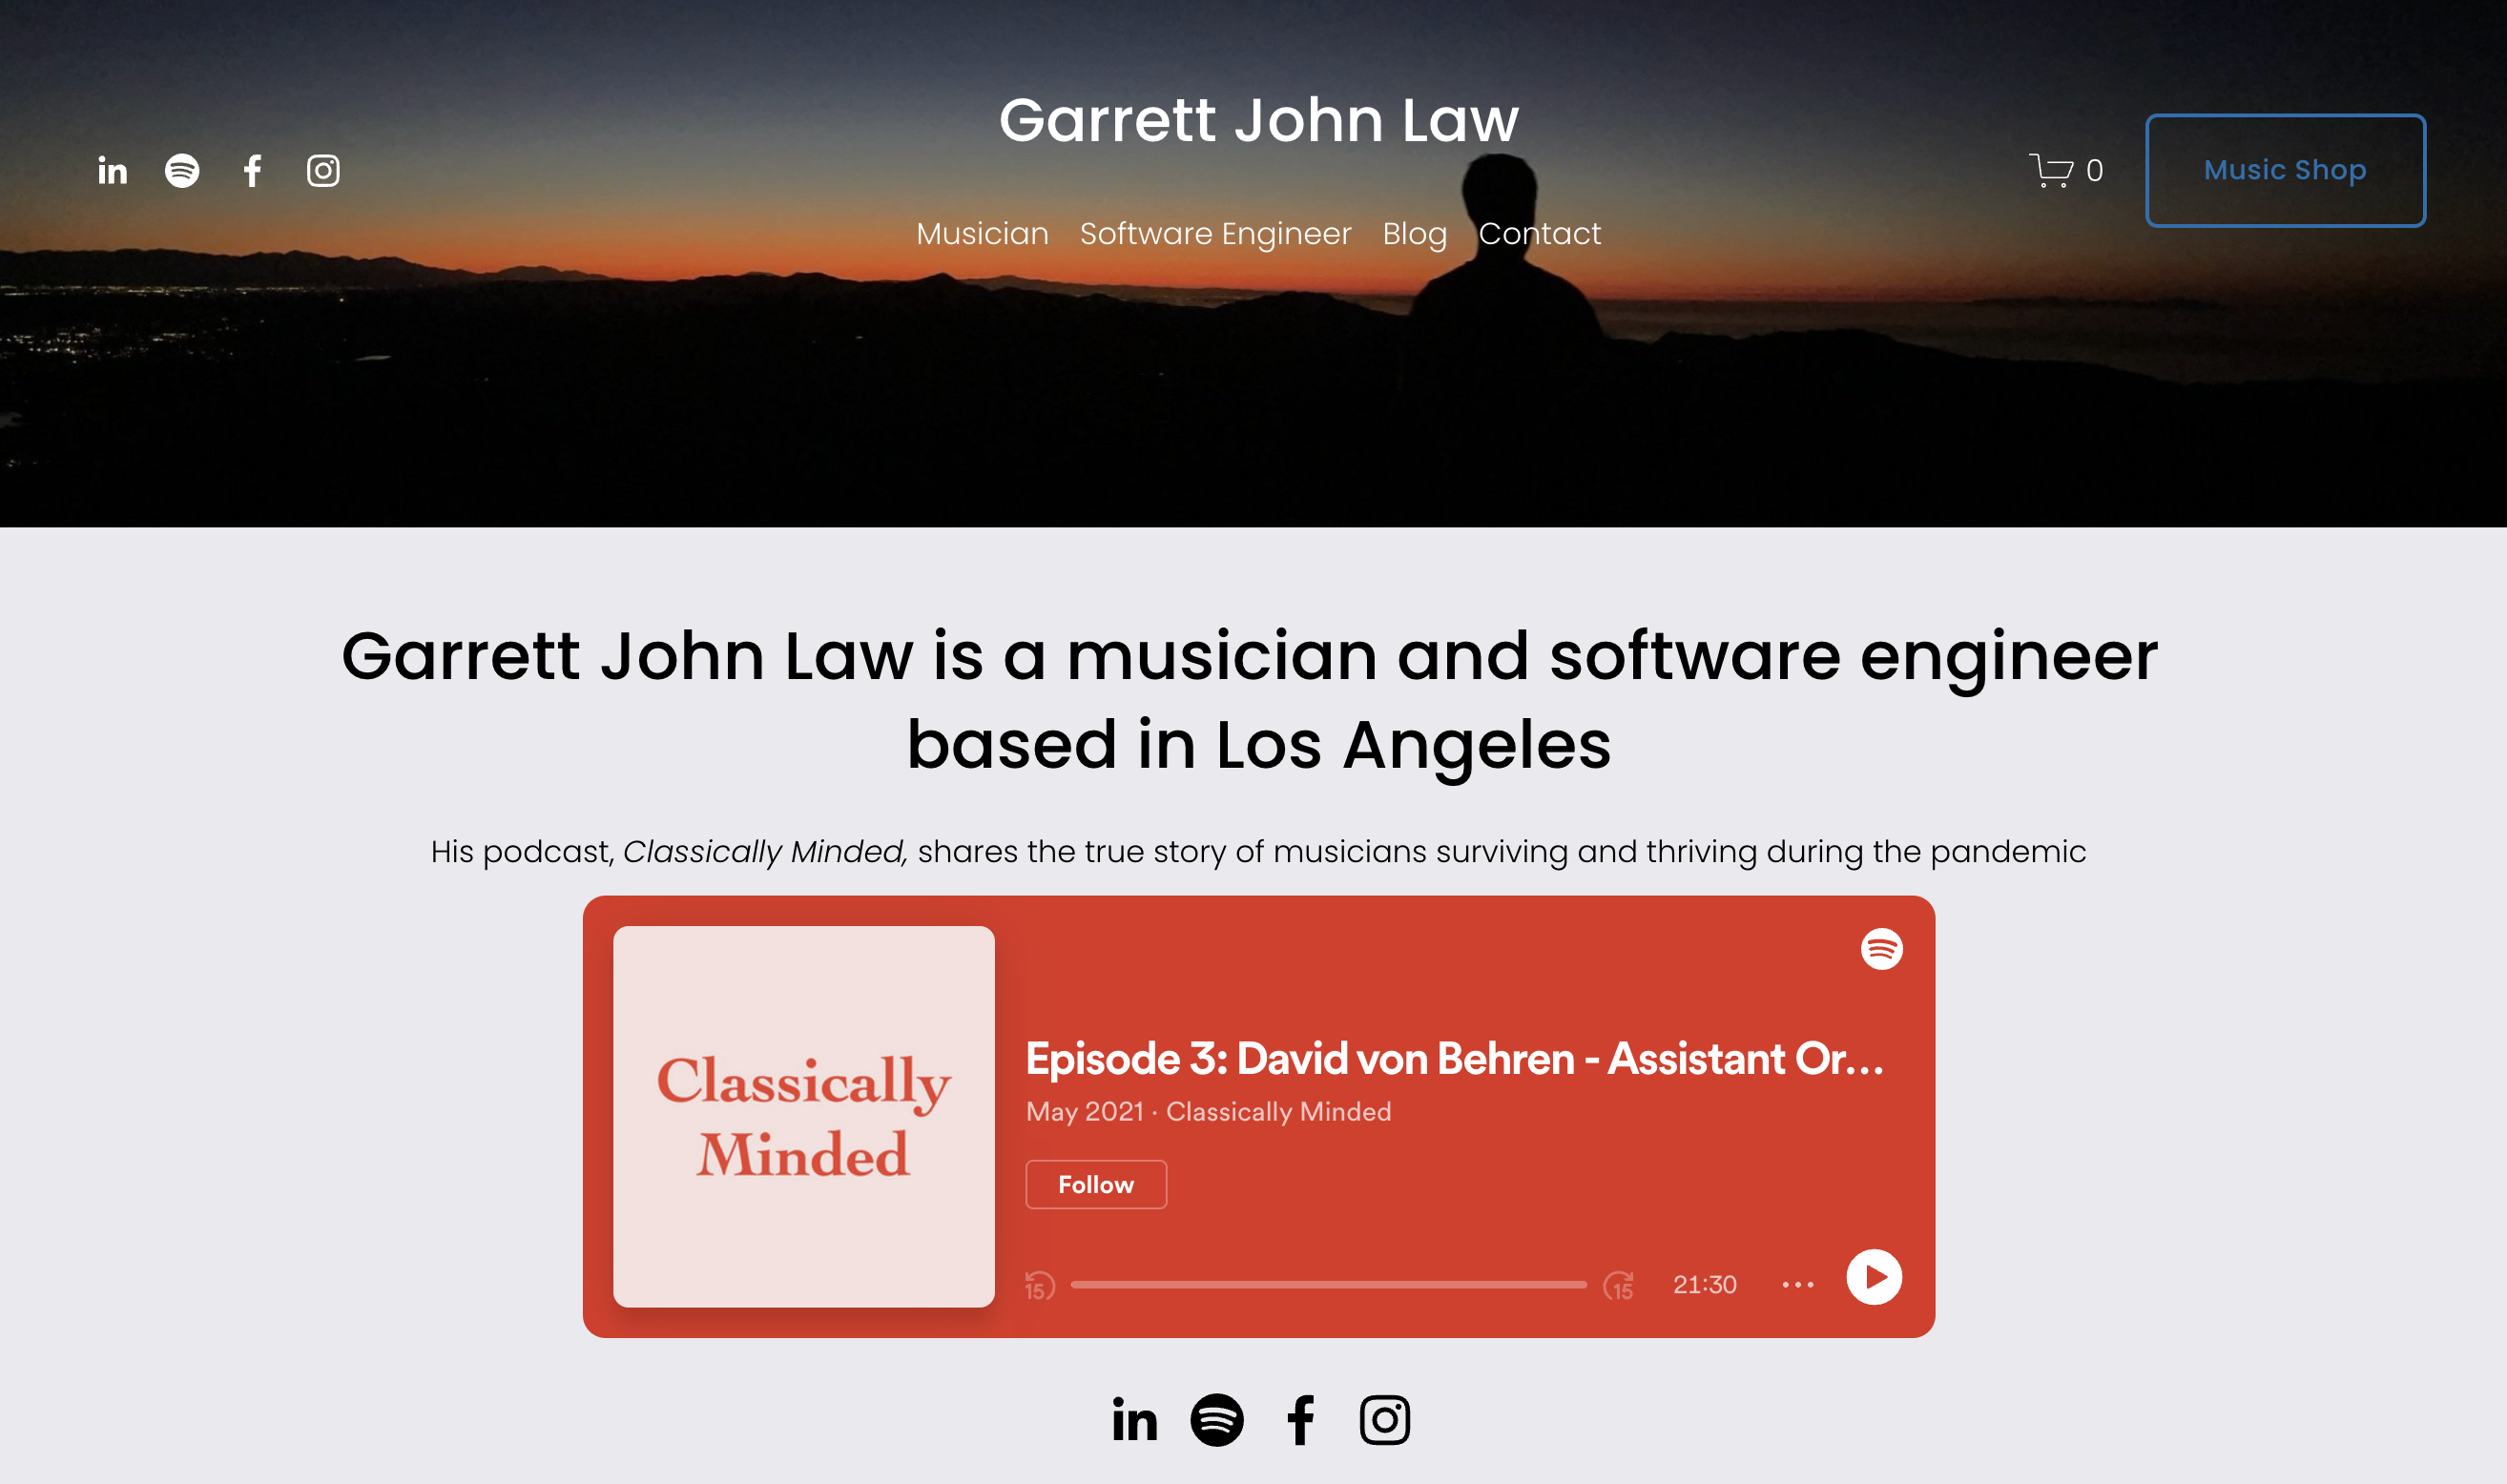 Garrett John Law
in
0
Music Shop
Musician Software Engineer Blog Contact
Garrett John Law is a musician and software engineer
based in Los Angeles
His podcast, Classically Minded, shares the true story of musicians surviving and thriving during the pandemic
Classically
Minded
Episode 3: David von Behren - Assistant Or...
May 2021 · Classically Minded
Follow
15
15
21:30
in